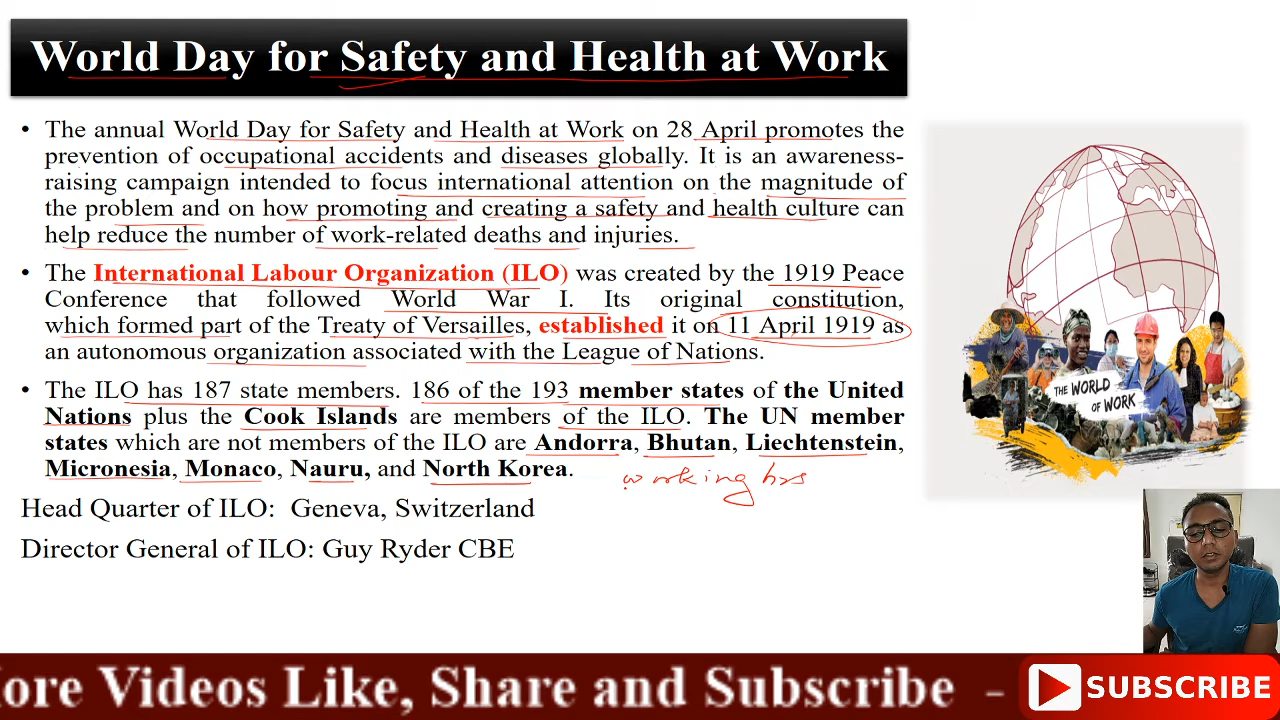 World Day for Safety and Health at Work
• The annual World Day for Safety and Health at Work on 28 April promotes the
prevention of occupational accidents and diseases globally. It is an awareness-
raising campaign intended to focus international attention on the magnitude of
the problem and on how promoting and creating a safety and health culture can
help reduce the number of work-related deaths and injuries.
• The International Labour Organization (ILO) was created by the 1919 Peace
Conference that followed World War I. Its original constitution,
which formed part of the Treaty of Versailles, established it on 11 April 1919 as
an autonomous organization associated with the League of Nations.
• The ILO has 187 state members. 186 of the 193 member states of the United
Nations plus the Cook Islands are members of the ILO. The UN member
states which are not members of the ILO are Andorra, Bhutan, Liechtenstein,
Micronesia, Monaco, Nauru, and North Korea.
working hrs
Head Quarter of ILO: Geneva, Switzerland
Director General of ILO: Guy Ryder CBE
THE WORLD
OF WORK
ore Videos Like, Share and Subscribe –
SUBSCRIBE